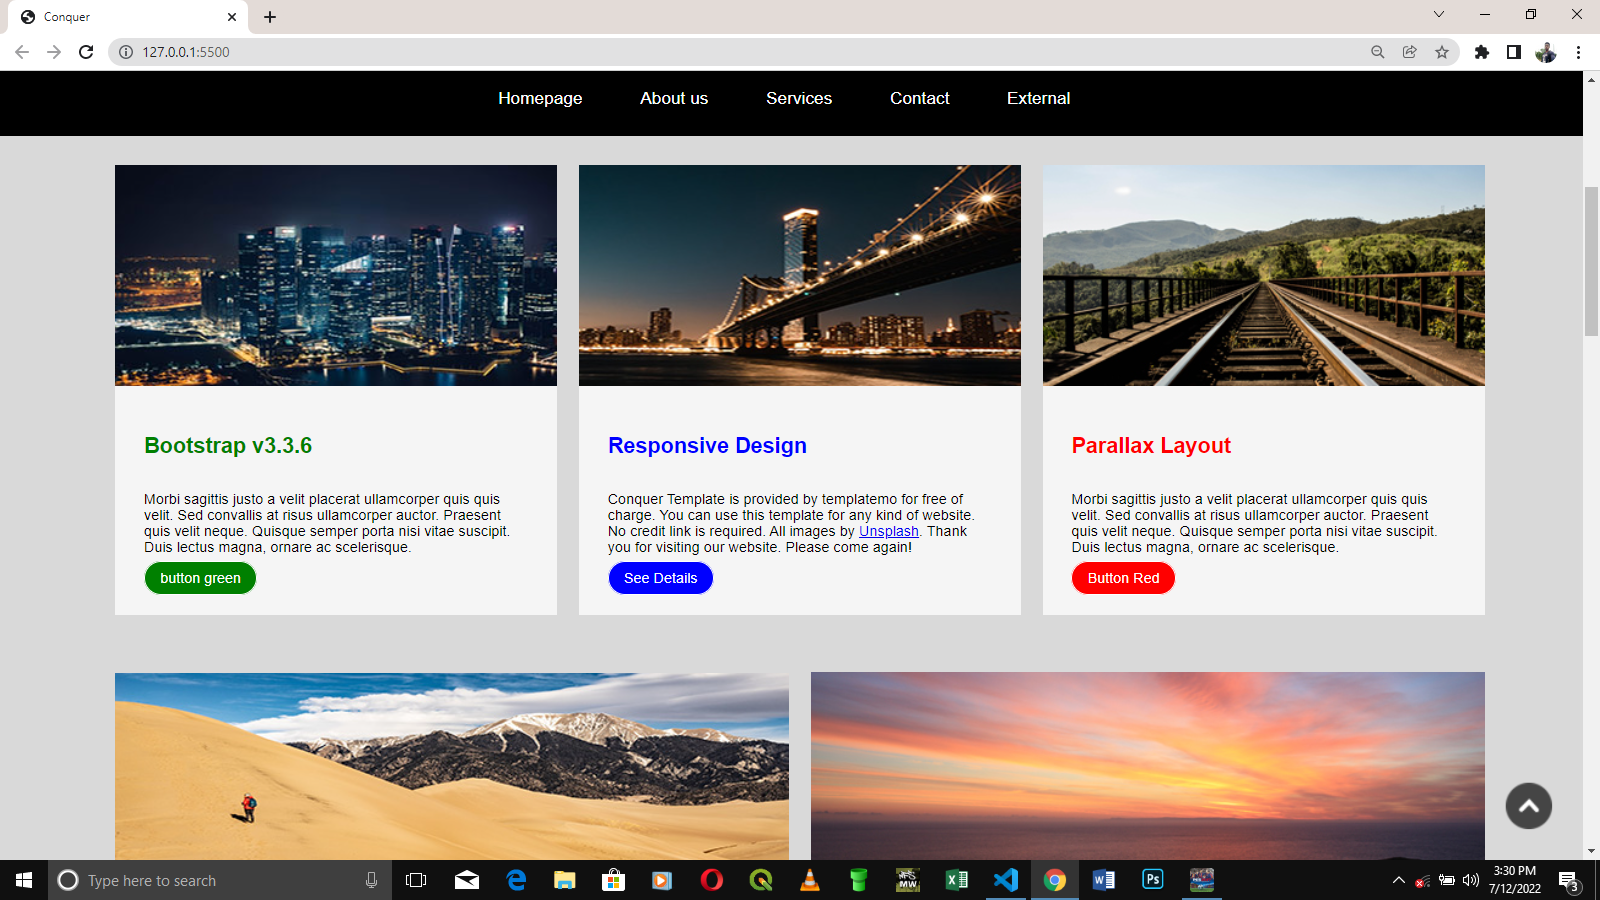 Conquer
127.0.0.1:5500
Homepage About us Services Contact External
Bootstrap v3.3.6
Morbi sagittis justo a velit placerat ullamcorper quis quis
velit. Sed convallis at risus ullamcorper auctor. Praesent
quis velit neque. Quisque semper porta nisi vitae suscipit.
Duis lectus magna, ornare ac scelerisque.
button green
Responsive Design
Conquer Template is provided by templatemo for free of
charge. You can use this template for any kind of website.
No credit link is required. All images by Unsplash. Thank
you for visiting our website. Please come again!
See Details
Parallax Layout
Morbi sagittis justo a velit placerat ullamcorper quis quis
velit. Sed convallis at risus ullamcorper auctor. Praesent
quis velit neque. Quisque semper porta nisi vitae suscipit.
Duis lectus magna, ornare ac scelerisque.
Button Red
Type here to search
MW
Ps
3:30 PM
7/12/2022
3